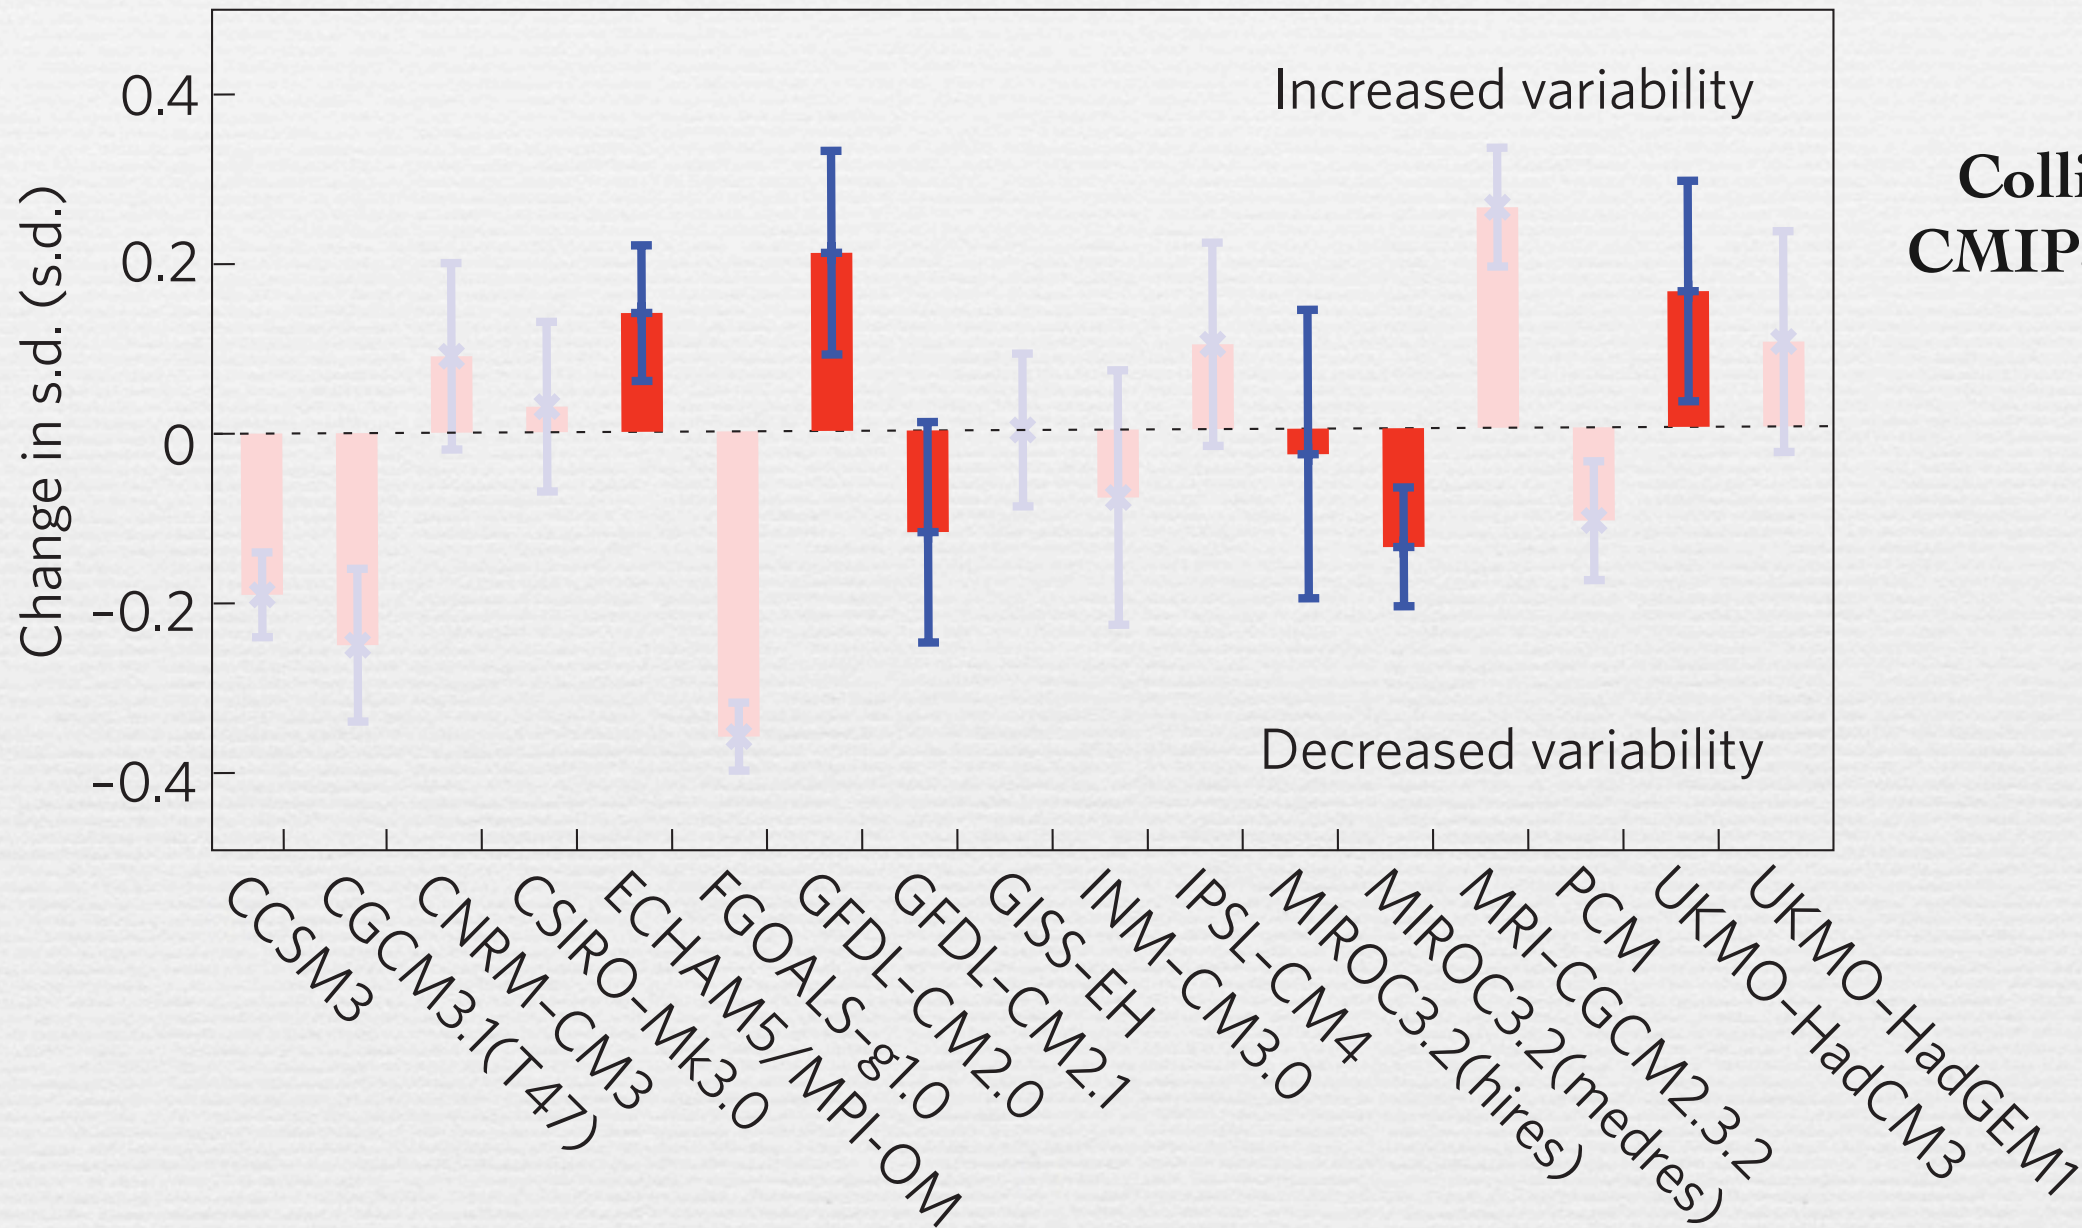 Increased variability
Decreased variability
Change in s.d. (s.d.)
0.4
0.2
0
-0.2
-0.4
CCSM3
CGCM3.1(T47)
CNRM-CM3
CSIRO-Mk3.0
ECHAM5/MPI-OM
FGOALS-g1.0
GFDL-CM2.0
GFDL-CM2.1
GISS-EH
INM-CM3.0
IPSL-CM4
MIROC3.2(hires)
MIROC3.2(medres)
MRI-CGCM2.3.2
PCM
UKMO-HadCM3
UKMO-HadGEM1
Colli
CMIP